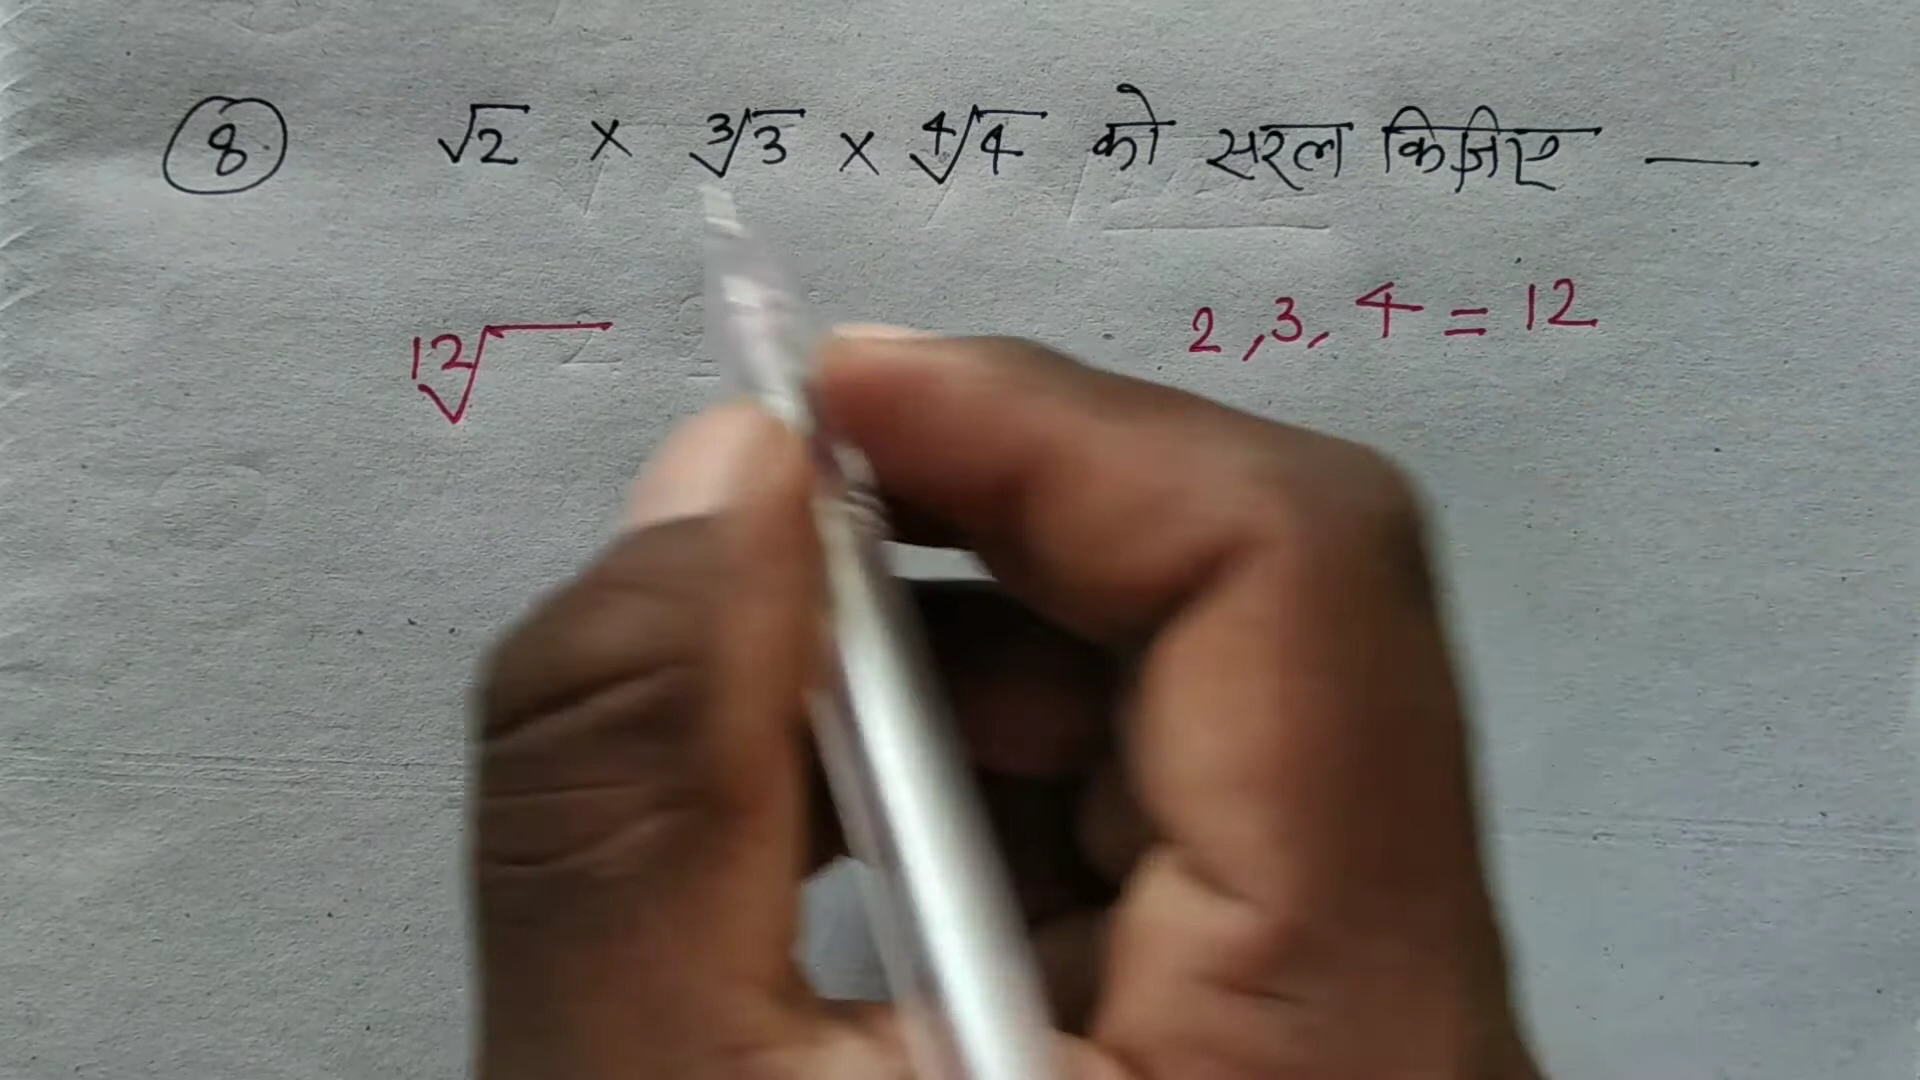 ⑧ √2 × ∛3 × ∜4 को सरल किजिए —
2, 3, 4 = 12
¹²√